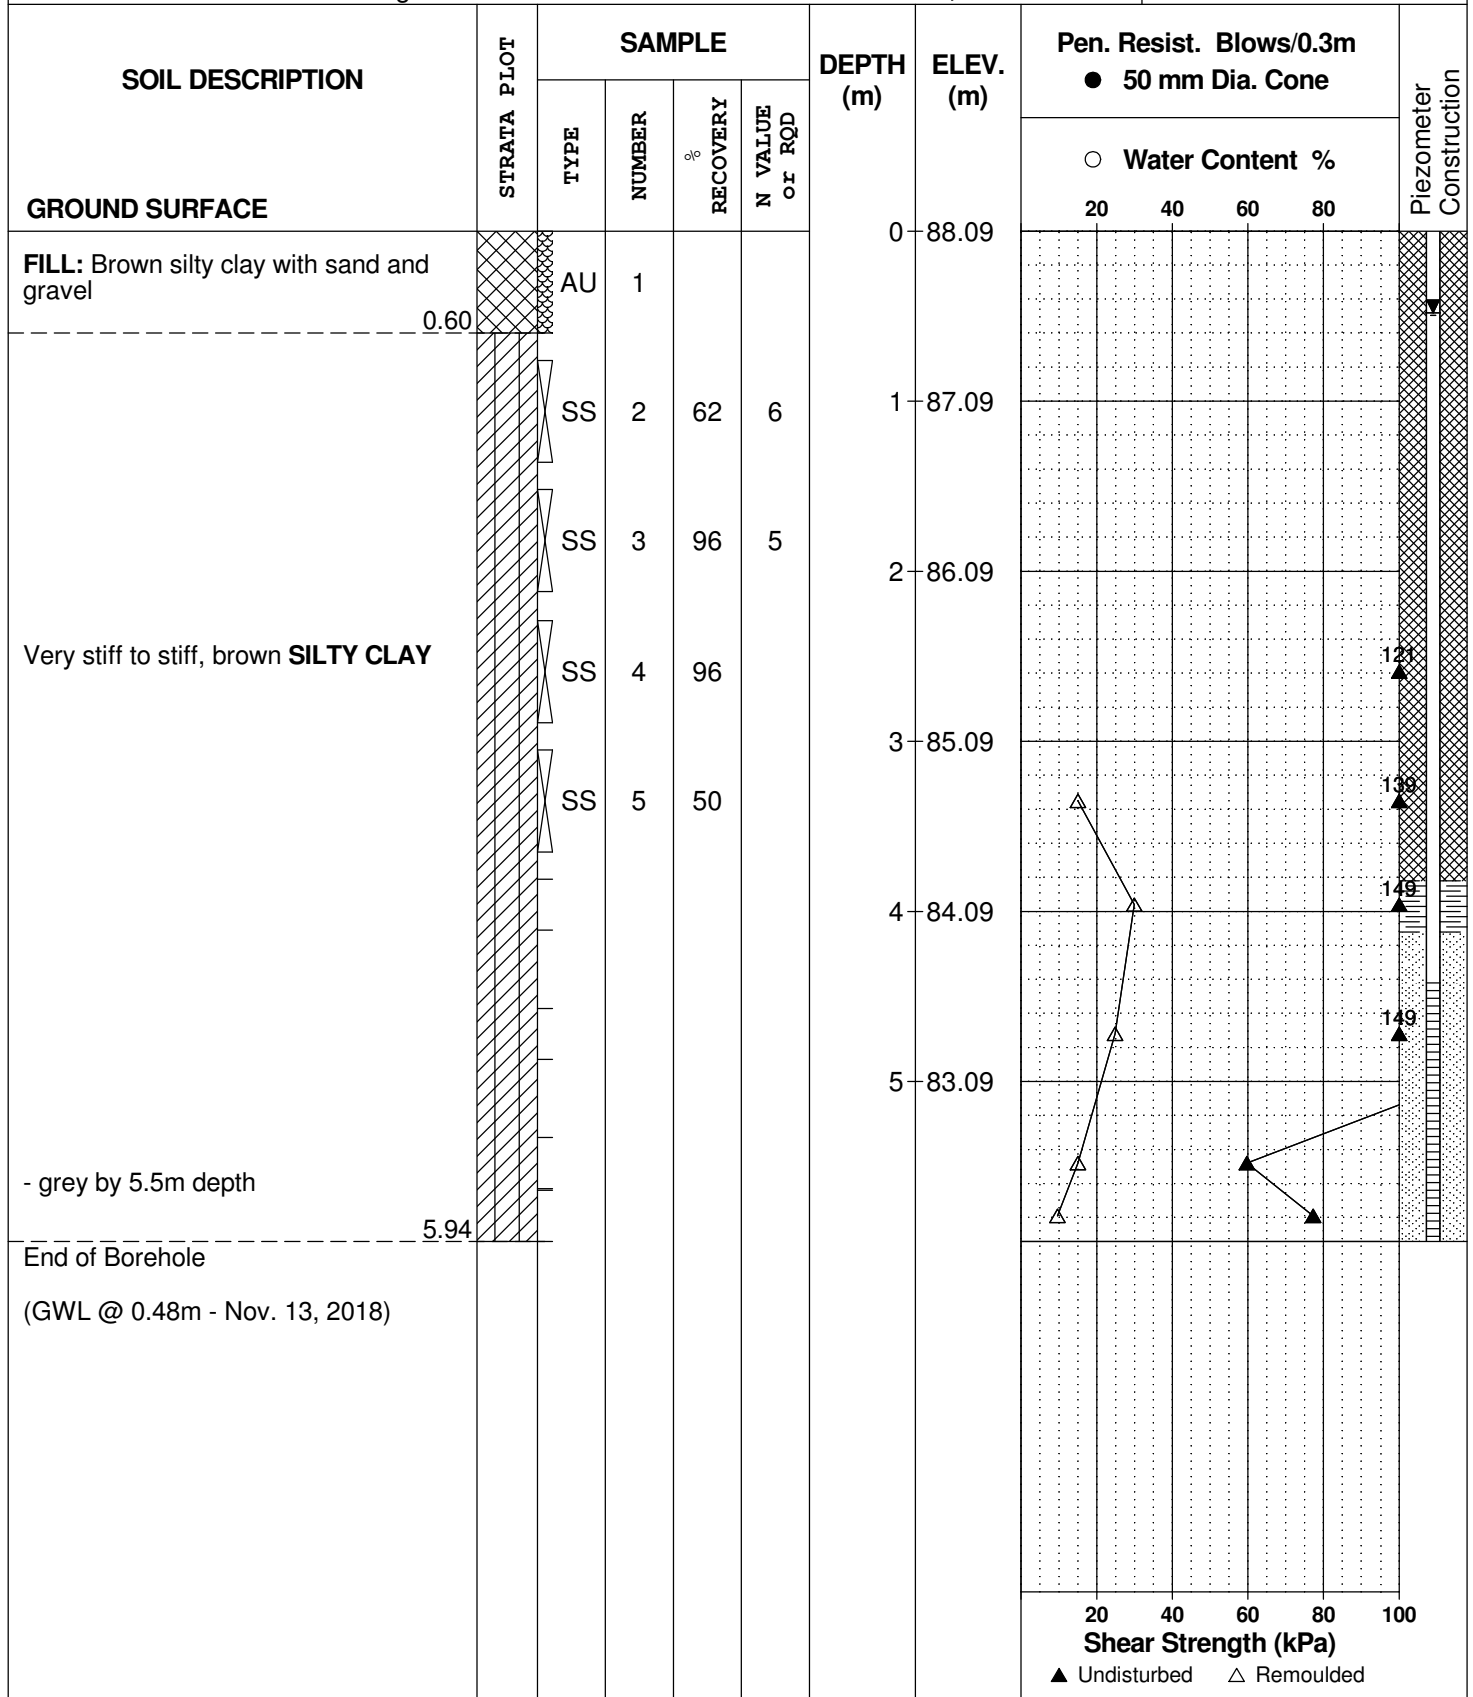 SOIL DESCRIPTION
GROUND SURFACE
STRATA PLOT
SAMPLE
TYPE
NUMBER
%
RECOVERY
N VALUE
or RQD
DEPTH
(m)
ELEV.
(m)
Pen. Resist. Blows/0.3m
● 50 mm Dia. Cone
○ Water Content %
20 40 60 80
Piezometer
Construction
0 88.09
FILL: Brown silty clay with sand and
gravel
0.60
AU 1
SS 2 62 6
1 87.09
SS 3 96 5
2 86.09
Very stiff to stiff, brown SILTY CLAY
SS 4 96
121
3 85.09
SS 5 50
139
149
4 84.09
149
5 83.09
- grey by 5.5m depth
5.94
End of Borehole
(GWL @ 0.48m - Nov. 13, 2018)
20 40 60 80 100
Shear Strength (kPa)
▲ Undisturbed △ Remoulded